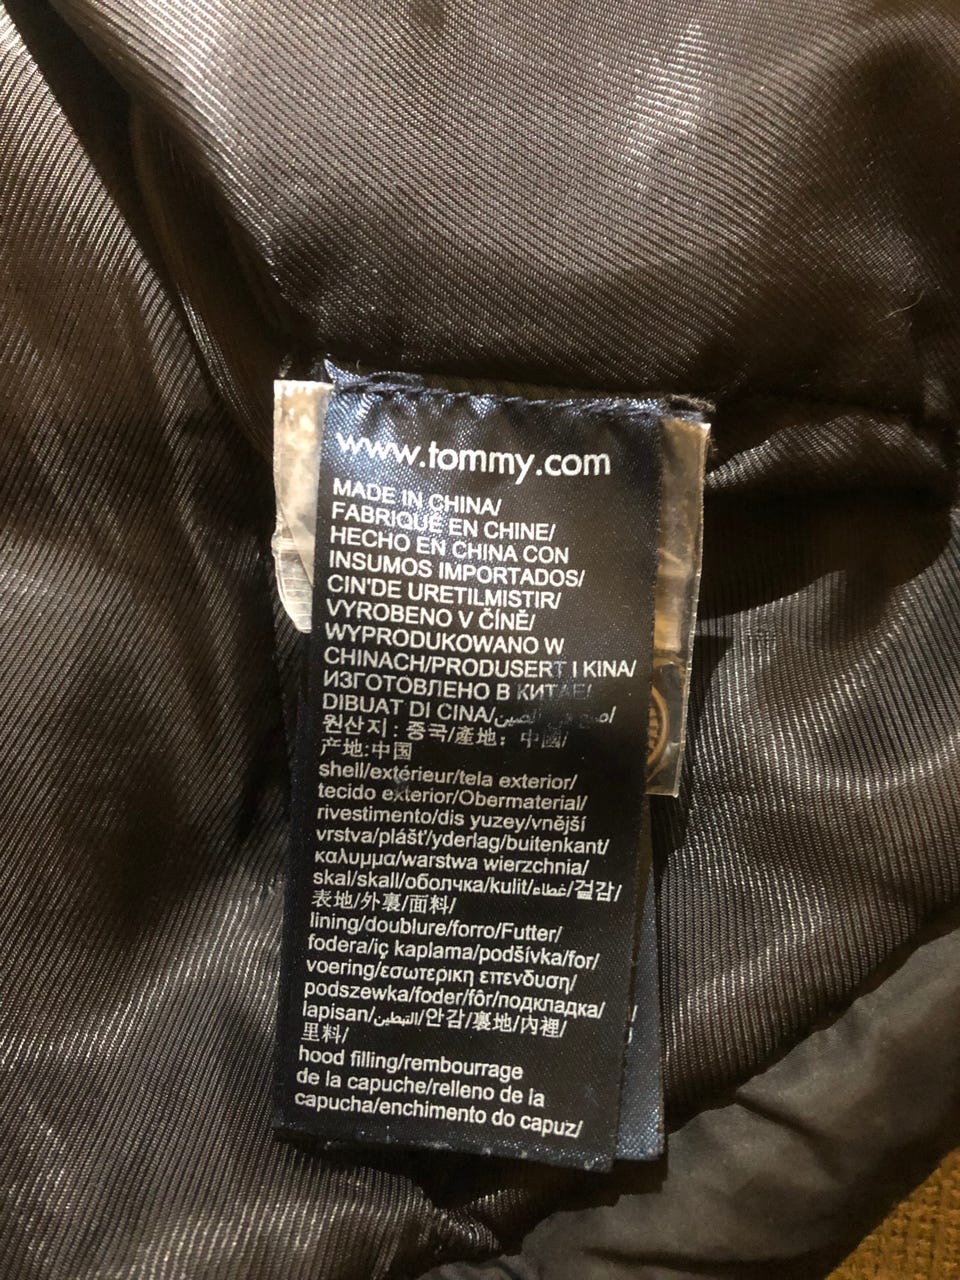 www.tommy.com
MADE IN CHINA/
FABRIQUÉ EN CHINE/
HECHO EN CHINA CON
INSUMOS IMPORTADOS/
CIN'DE URETILMISTIR/
VYROBENO V ČÍNĚ/
WYPRODUKOWANO W
CHINACH/PRODUSERT I KINA/
ИЗГОТОВЛЕНО В КИТАЕ/
DIBUAT DI CINA/اصنع في الصين/
원산지 : 중국/產地：中國/
产地:中国
shell/extérieur/tela exterior/
tecido exterior/Obermaterial/
rivestimento/dis yuzey/vnější
vrstva/plášť/yderlag/buitenkant/
καλυμμα/warstwa wierzchnia/
skal/skall/оболчка/kulit/غطاء/겉감/
表地/外裏/面料/
lining/doublure/forro/Futter/
fodera/iç kaplama/podšívka/for/
voering/εσωτερικη επενδυση/
podszewka/foder/fôr/подкладка/
lapisan/التبطين/안감/裏地/內裡/
里料/
hood filling/rembourrage
de la capuche/relleno de la
capucha/enchimento do capuz/